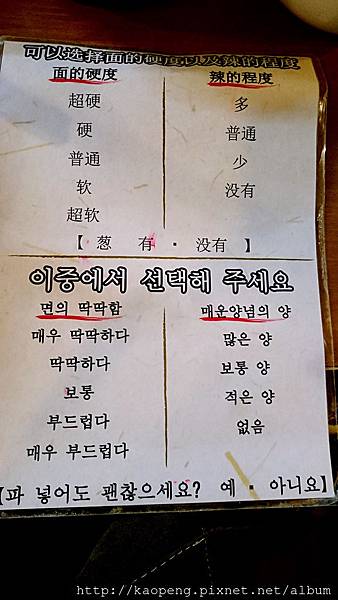 可以选择面的硬度以及辣的程度
面的硬度 辣的程度
超硬 多
硬 普通
普通 少
软 没有
超软
【 葱 有 · 没有 】
이중에서 선택해 주세요
면의 딱딱함 매운양념의 양
매우 딱딱하다 많은 양
딱딱하다 보통 양
보통 적은 양
부드럽다 없음
매우 부드럽다
【파 넣어도 괜찮으세요? 예 · 아니요】
http://kaopeng.pixnet.net/album